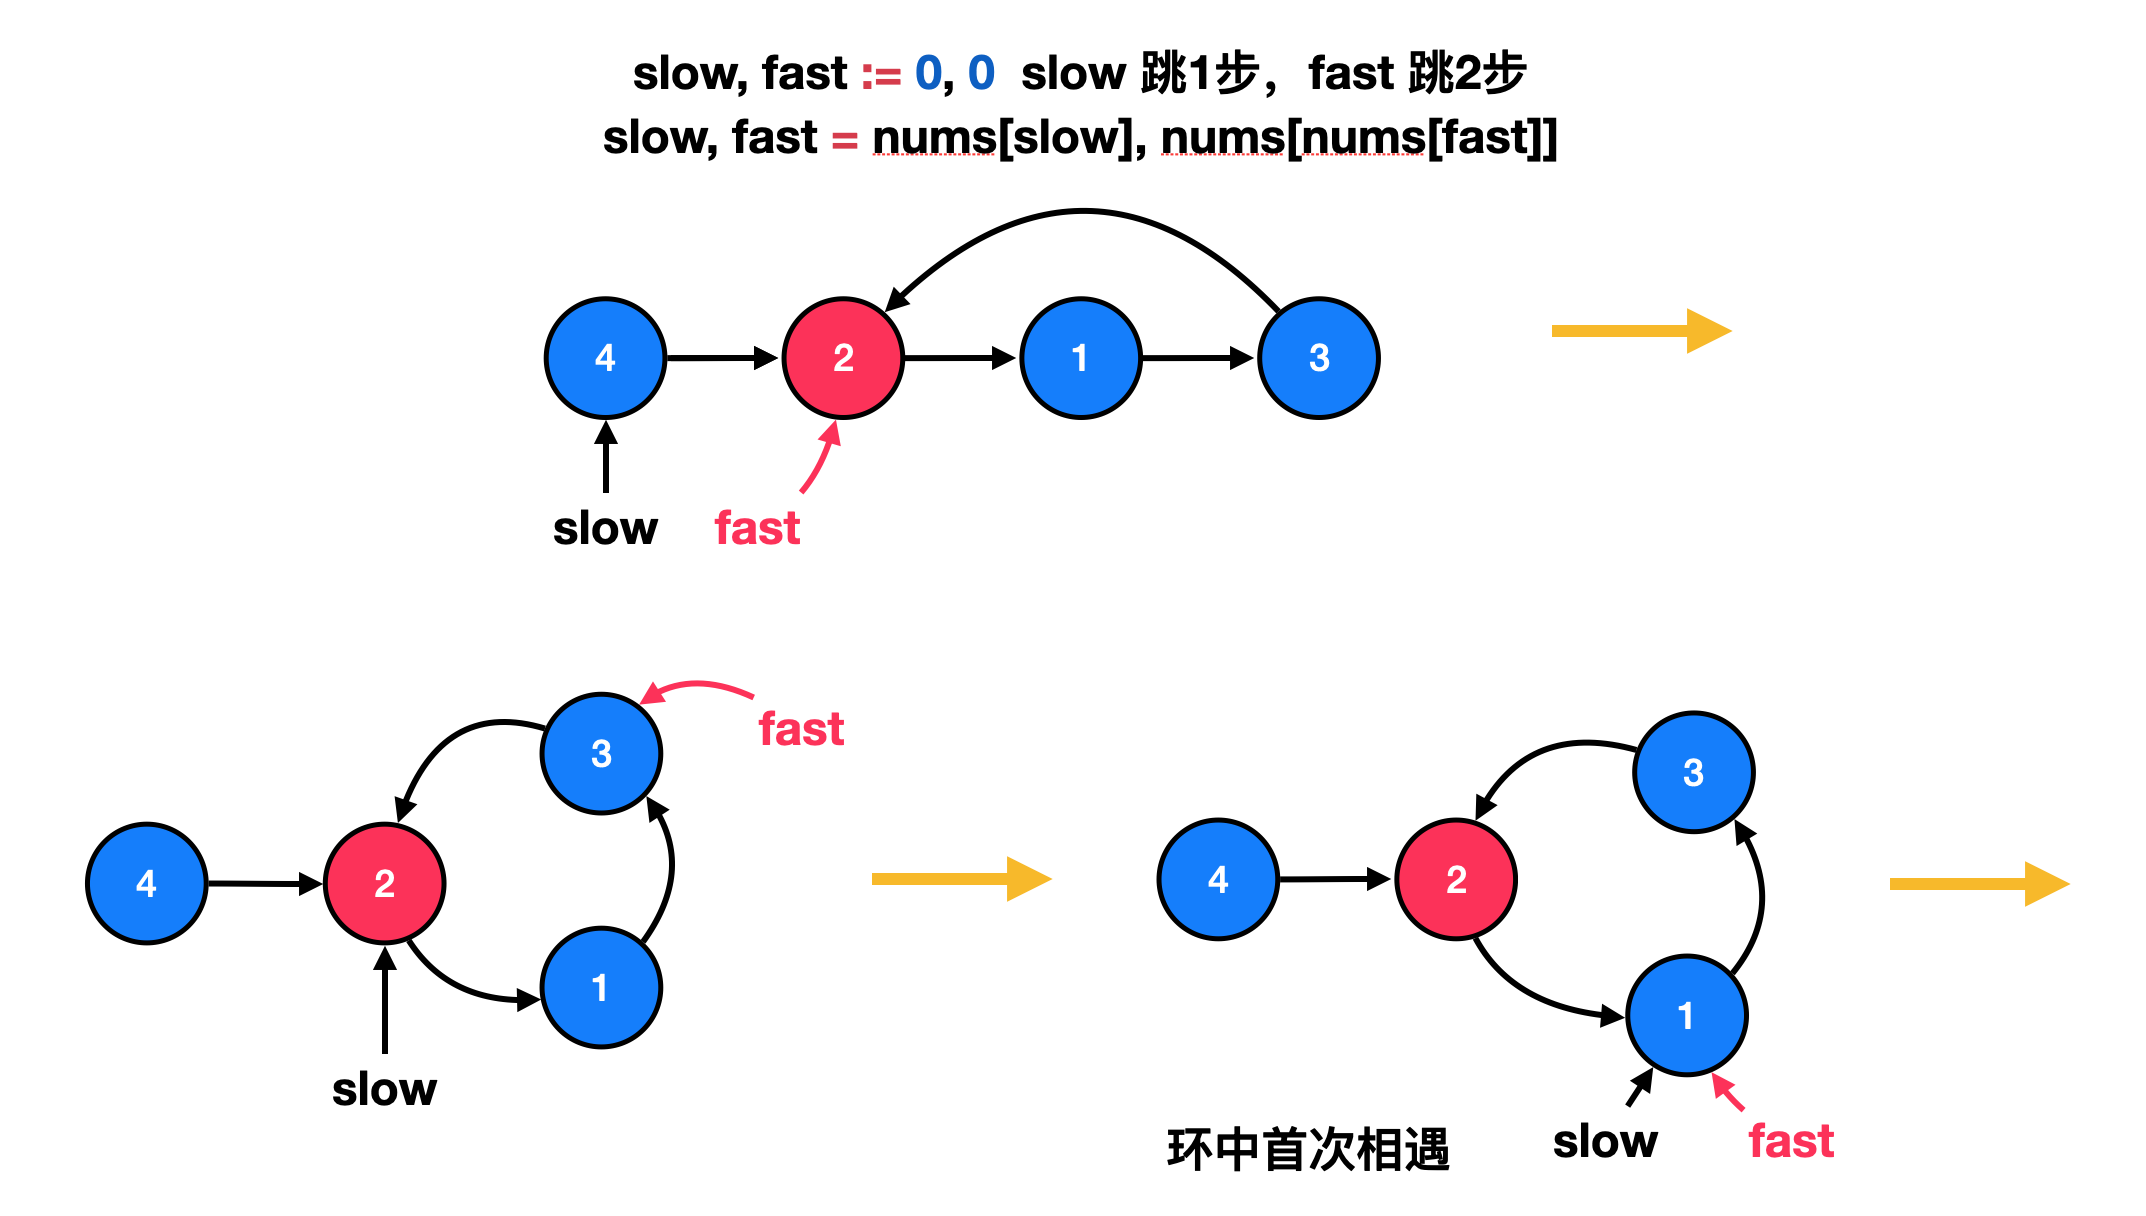 slow, fast := 0, 0 slow 跳1步，fast 跳2步
slow, fast = nums[slow], nums[nums[fast]]
4 2 1 3
slow fast
3 fast
4 2
1
slow
3
4 2
1
环中首次相遇 slow fast